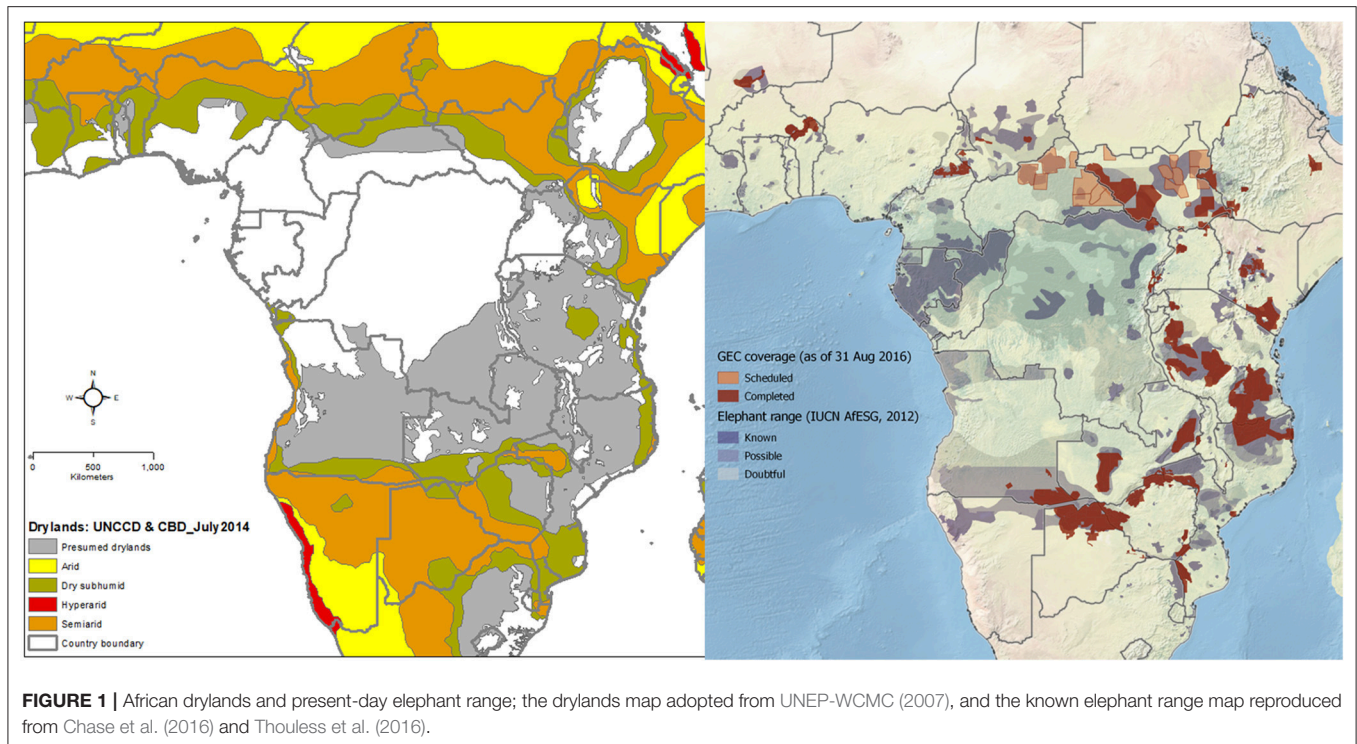 N
W
E
S
0
500
1,000
Kilometers
Drylands: UNCCD & CBD_July2014
Presumed drylands
Arid
Dry subhumid
Hyperarid
Semiarid
Country boundary
GEC coverage (as of 31 Aug 2016)
Scheduled
Completed
Elephant range (IUCN AfESG, 2012)
Known
Possible
Doubtful
FIGURE 1 | African drylands and present-day elephant range; the drylands map adopted from UNEP-WCMC (2007), and the known elephant range map reproduced
from Chase et al. (2016) and Thouless et al. (2016).